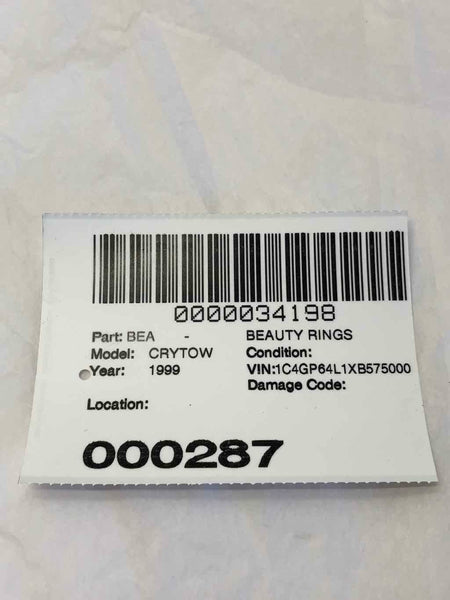 0000034198
Part: BEA - BEAUTY RINGS
Model: CRYTOW Condition:
Year: 1999 VIN:1C4GP64L1XB575000
Damage Code:
Location:
000287